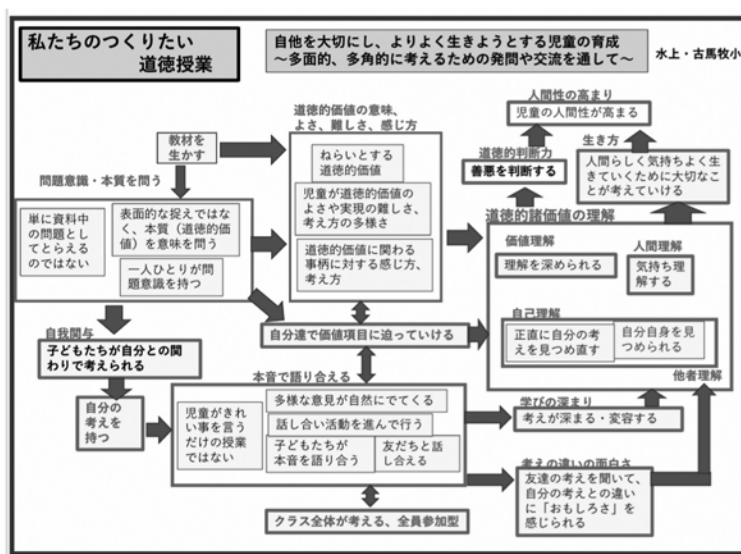 私たちのつくりたい
道徳授業
自他を大切にし、よりよく生きようとする児童の育成
～多面的、多角的に考えるための発問や交流を通して～
水上・古馬牧小
教材を
生かす
問題意識・本質を問う
単に資料中
の問題とし
てとらえる
のではない
表面的な捉えではな
く、本質（道徳的価
値）を意味を問う
一人ひとりが問
題意識を持つ
道徳的価値の意味、
よさ、難しさ、感じ方
ねらいとする
道徳的価値
児童が道徳的価値の
よさや実現の難しさ、
考え方の多様さ
道徳的価値に関わる
事柄に対する感じ方、
考え方
人間性の高まり
児童の人間性が高まる
道徳的判断力
善悪を判断する
生き方
人間らしく気持ちよく生
きていくために大切なこ
とが考えていける
道徳的諸価値の理解
価値理解
理解を深められる
人間理解
気持ち理
解する
自己理解
正直に自分の考
えを見つめ直す
自分自身を見
つめられる
他者理解
自我関与
子どもたちが自分との関
わりで考えられる
自分の
考えを
持つ
自分達で価値項目に迫っていける
本音で語り合える
児童がきれ
い事を言う
だけの授業
ではない
多様な意見が自然にでてくる
話し合い活動を進んで行う
子どもたちが
本音を語り合う
友だちと話
し合える
クラス全体が考える、全員参加型
学びの深まり
考えが深まる・変容する
考えの違いの面白さ
友達の考えを聞いて、
自分の考えとの違い
に「おもしろさ」を
感じられる